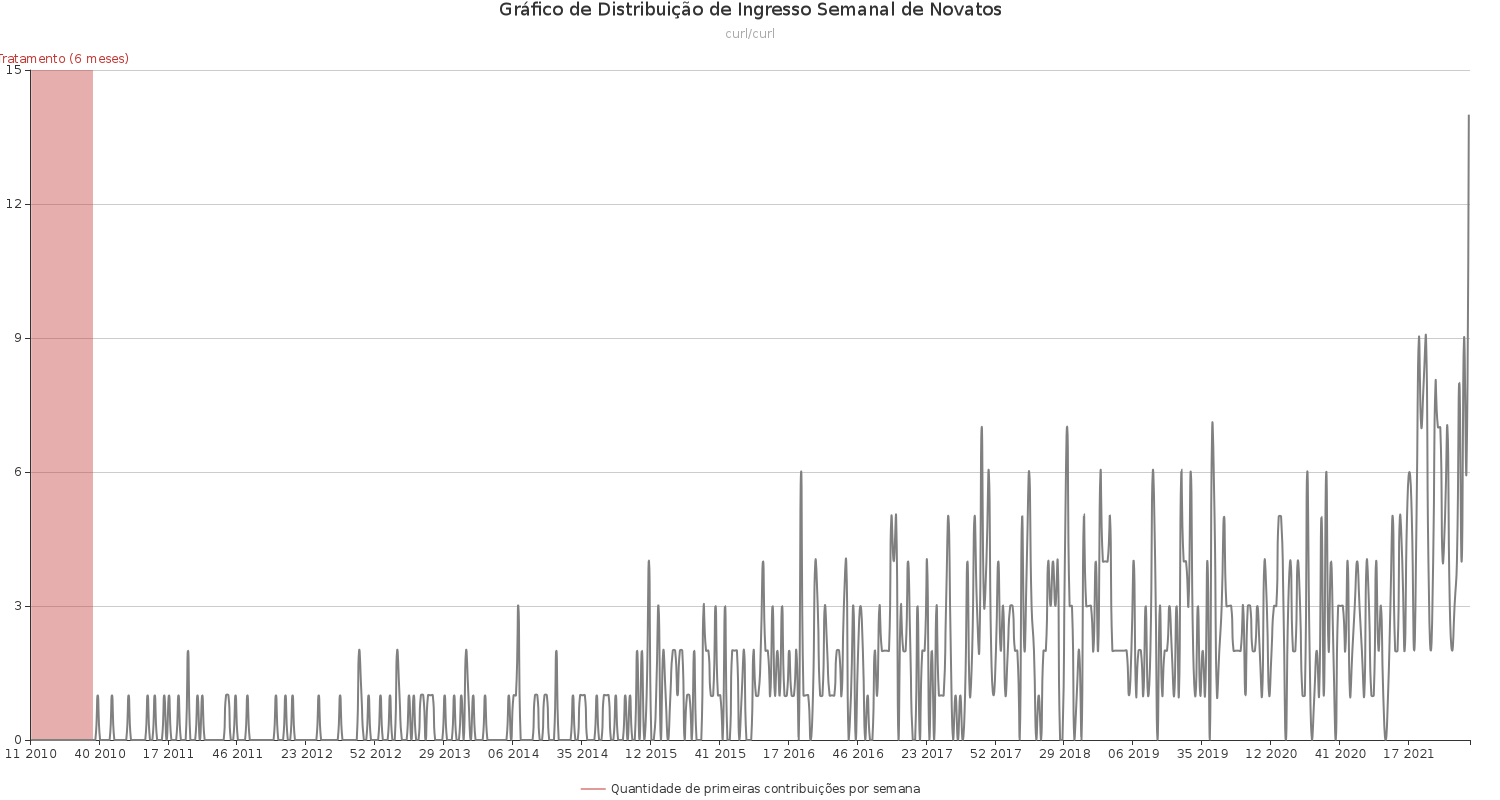 Gráfico de Distribuição de Ingresso Semanal de Novatos
curl/curl
Tratamento (6 meses)
15
12
9
6
3
0
11 2010 40 2010 17 2011 46 2011 23 2012 52 2012 29 2013 06 2014 35 2014 12 2015 41 2015 17 2016 46 2016 23 2017 52 2017 29 2018 06 2019 35 2019 12 2020 41 2020 17 2021
Quantidade de primeiras contribuições por semana